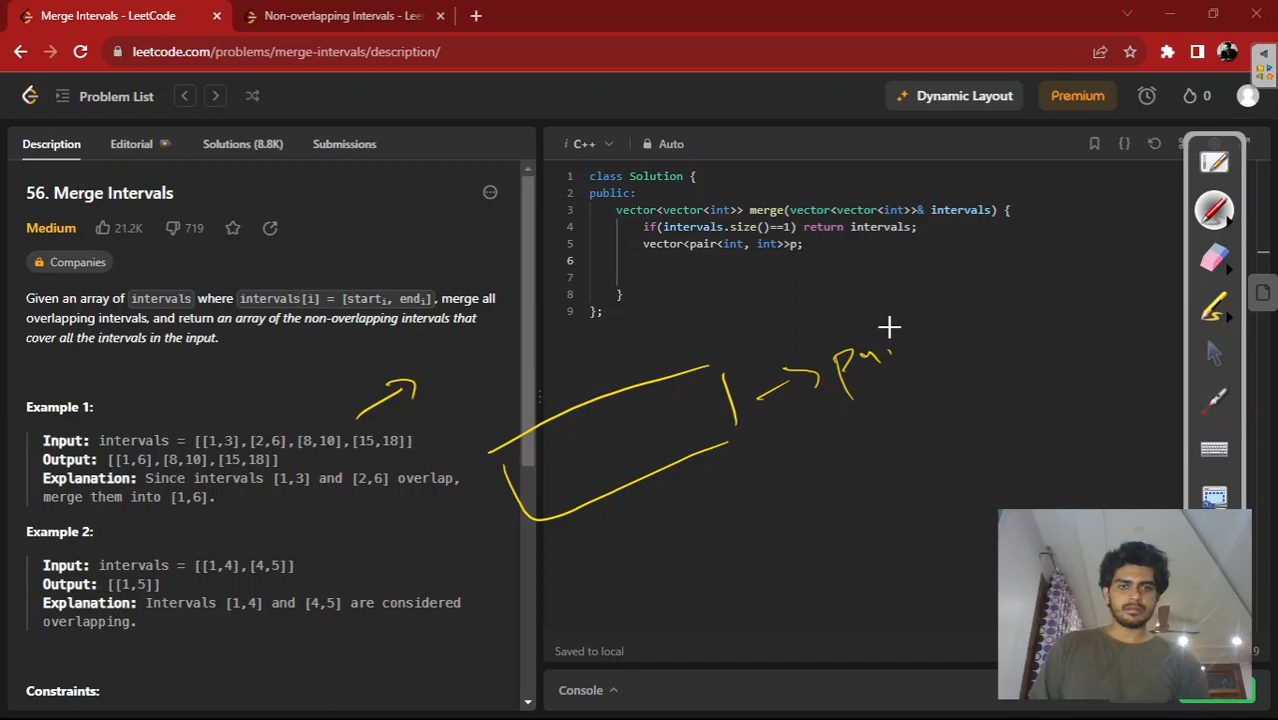 Merge Intervals - LeetCode
Non-overlapping Intervals - Lee
leetcode.com/problems/merge-intervals/description/
Problem List
Dynamic Layout
Premium
0
Description
Editorial
Solutions (8.8K)
Submissions
i C++
Auto
56. Merge Intervals
Medium
21.2K
719
Companies
Given an array of intervals where intervals[i] = [starti, endi], merge all
overlapping intervals, and return an array of the non-overlapping intervals that
cover all the intervals in the input.
Example 1:
Input: intervals = [[1,3],[2,6],[8,10],[15,18]]
Output: [[1,6],[8,10],[15,18]]
Explanation: Since intervals [1,3] and [2,6] overlap,
merge them into [1,6].
Example 2:
Input: intervals = [[1,4],[4,5]]
Output: [[1,5]]
Explanation: Intervals [1,4] and [4,5] are considered
overlapping.
Constraints:
1 class Solution {
2 public:
3 vector<vector<int>> merge(vector<vector<int>>& intervals) {
4 if(intervals.size()==1) return intervals;
5 vector<pair<int, int>>p;
6
7
8 }
9 };
Saved to local
Console